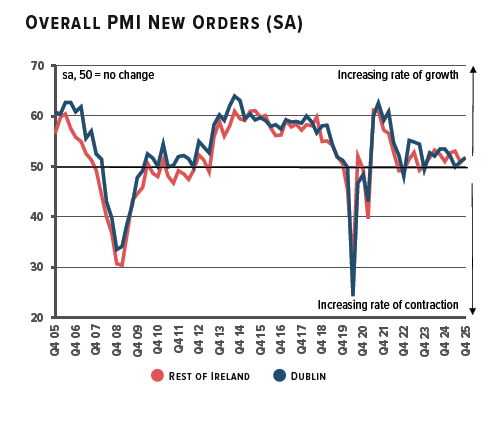 OVERALL PMI NEW ORDERS (SA)
70
60
50
40
30
20
sa, 50 = no change
Increasing rate of growth
Increasing rate of contraction
Q4 05
Q4 06
Q4 07
Q4 08
Q4 09
Q4 10
Q4 11
Q4 12
Q4 13
Q4 14
Q4 15
Q4 16
Q4 17
Q4 18
Q4 19
Q4 20
Q4 21
Q4 22
Q4 23
Q4 24
Q4 25
REST OF IRELAND
DUBLIN